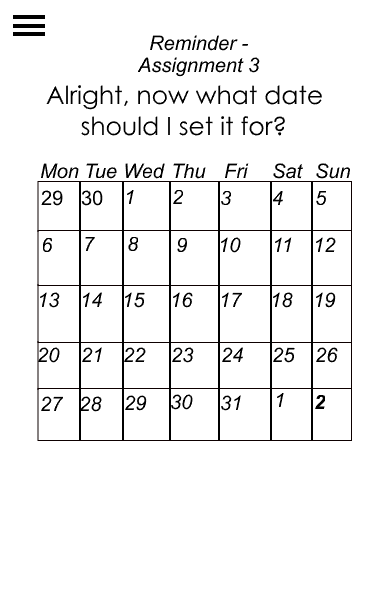 Reminder -
Assignment 3
Alright, now what date
should I set it for?
Mon Tue Wed Thu Fri Sat Sun
29 30 1 2 3 4 5
6 7 8 9 10 11 12
13 14 15 16 17 18 19
20 21 22 23 24 25 26
27 28 29 30 31 1 2